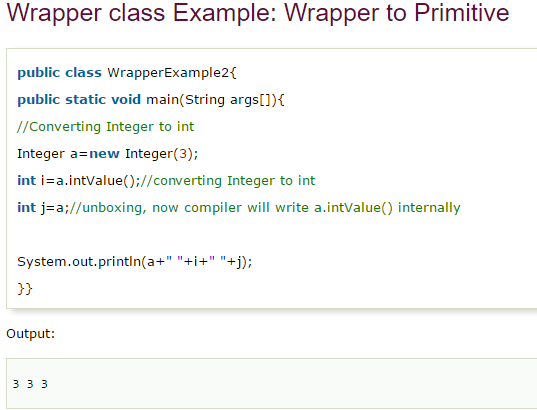 Wrapper class Example: Wrapper to Primitive
public class WrapperExample2{
public static void main(String args[]){
//Converting Integer to int
Integer a=new Integer(3);
int i=a.intValue();//converting Integer to int
int j=a;//unboxing, now compiler will write a.intValue() internally
System.out.println(a+" "+i+" "+j);
}}
Output:
3 3 3